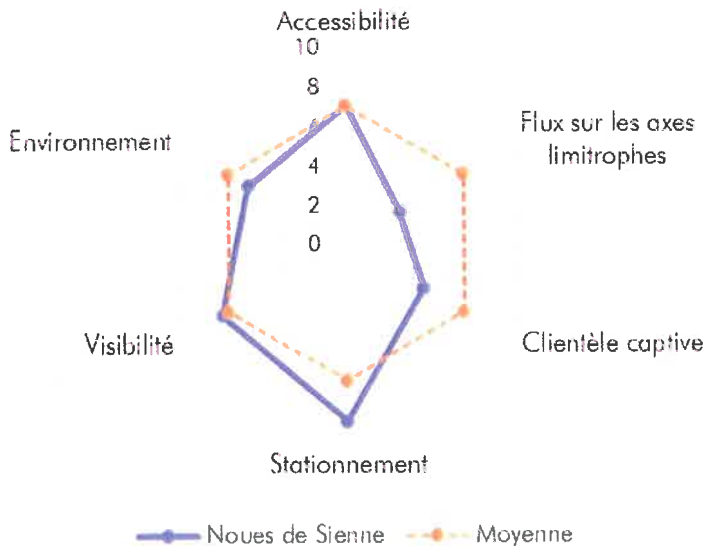 Accessibilité
10
8
6
4
2
0
Flux sur les axes
limitrophes
Clientèle captive
Stationnement
Visibilité
Environnement
Noues de Sienne
Moyenne